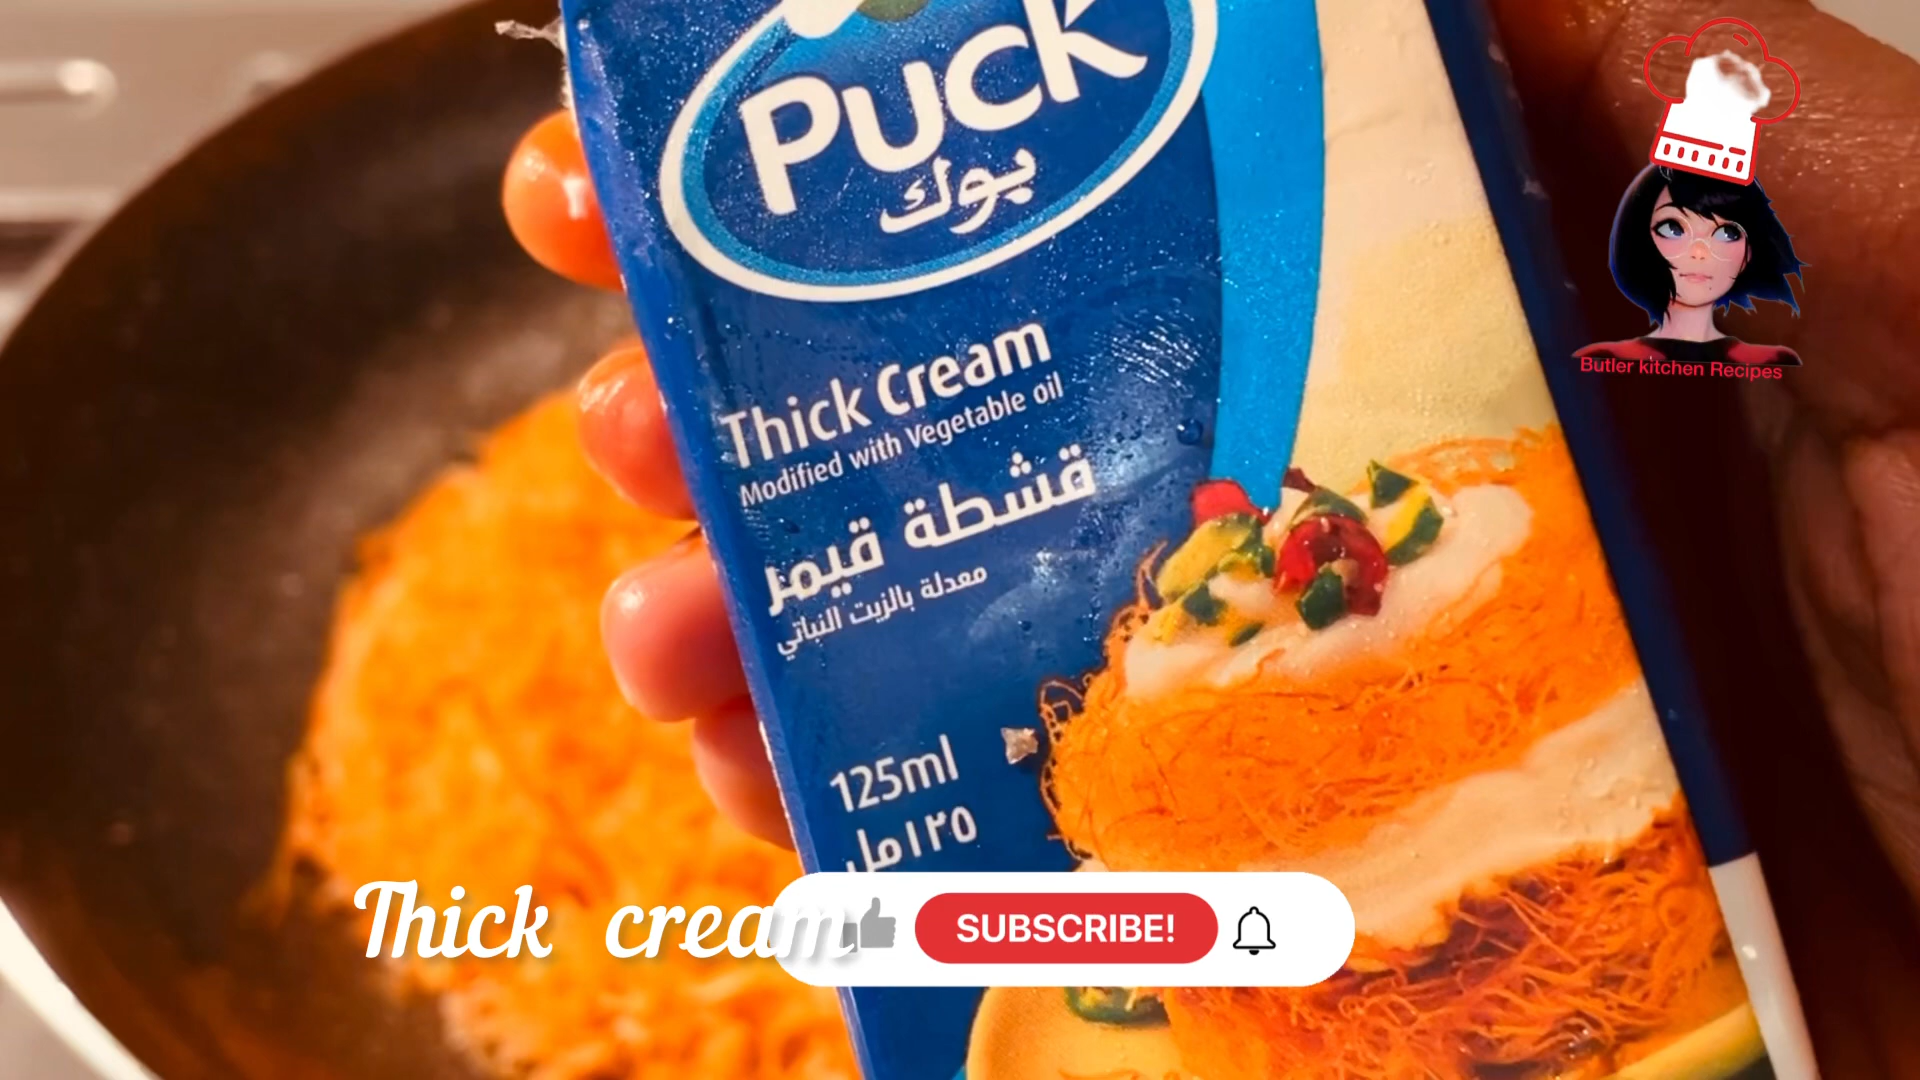 Puck
بوك
Thick Cream
Modified with Vegetable oil
قشطة قيمر
معدلة بالزيت النباتي
125ml
١٢٥مل
Butler kitchen Recipes
Thick cream
SUBSCRIBE!